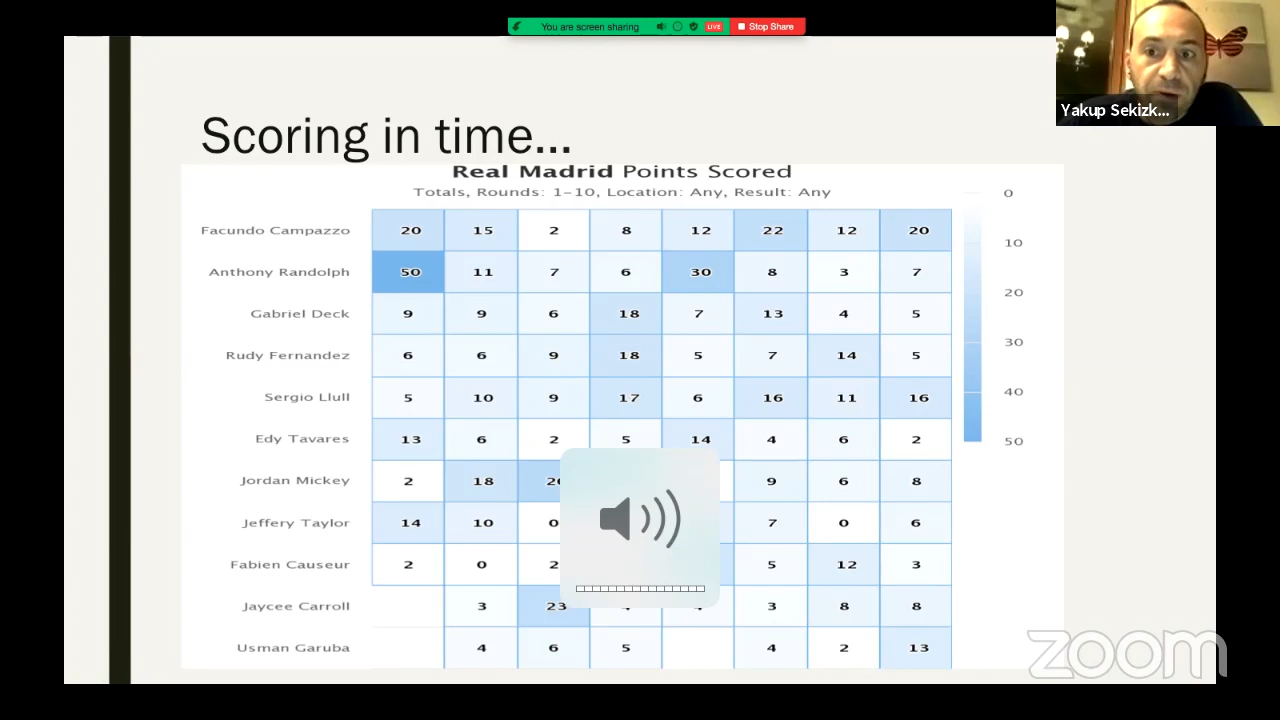 You are screen sharing LIVE Stop Share
Yakup Sekizk...
Scoring in time...
Real Madrid Points Scored
Totals, Rounds: 1-10, Location: Any, Result: Any
Facundo Campazzo 20 15 2 8 12 22 12 20
Anthony Randolph 50 11 7 6 30 8 3 7
Gabriel Deck 9 9 6 18 7 13 4 5
Rudy Fernandez 6 6 9 18 5 7 14 5
Sergio Llull 5 10 9 17 6 16 11 16
Edy Tavares 13 6 2 5 14 4 6 2
Jordan Mickey 2 18 9 6 8
Jeffery Taylor 14 10 0 7 0 6
Fabien Causeur 2 0 2 5 12 3
Jaycee Carroll 3 23 3 8 8
Usman Garuba 4 6 5 4 2 13
0
10
20
30
40
50
zoom